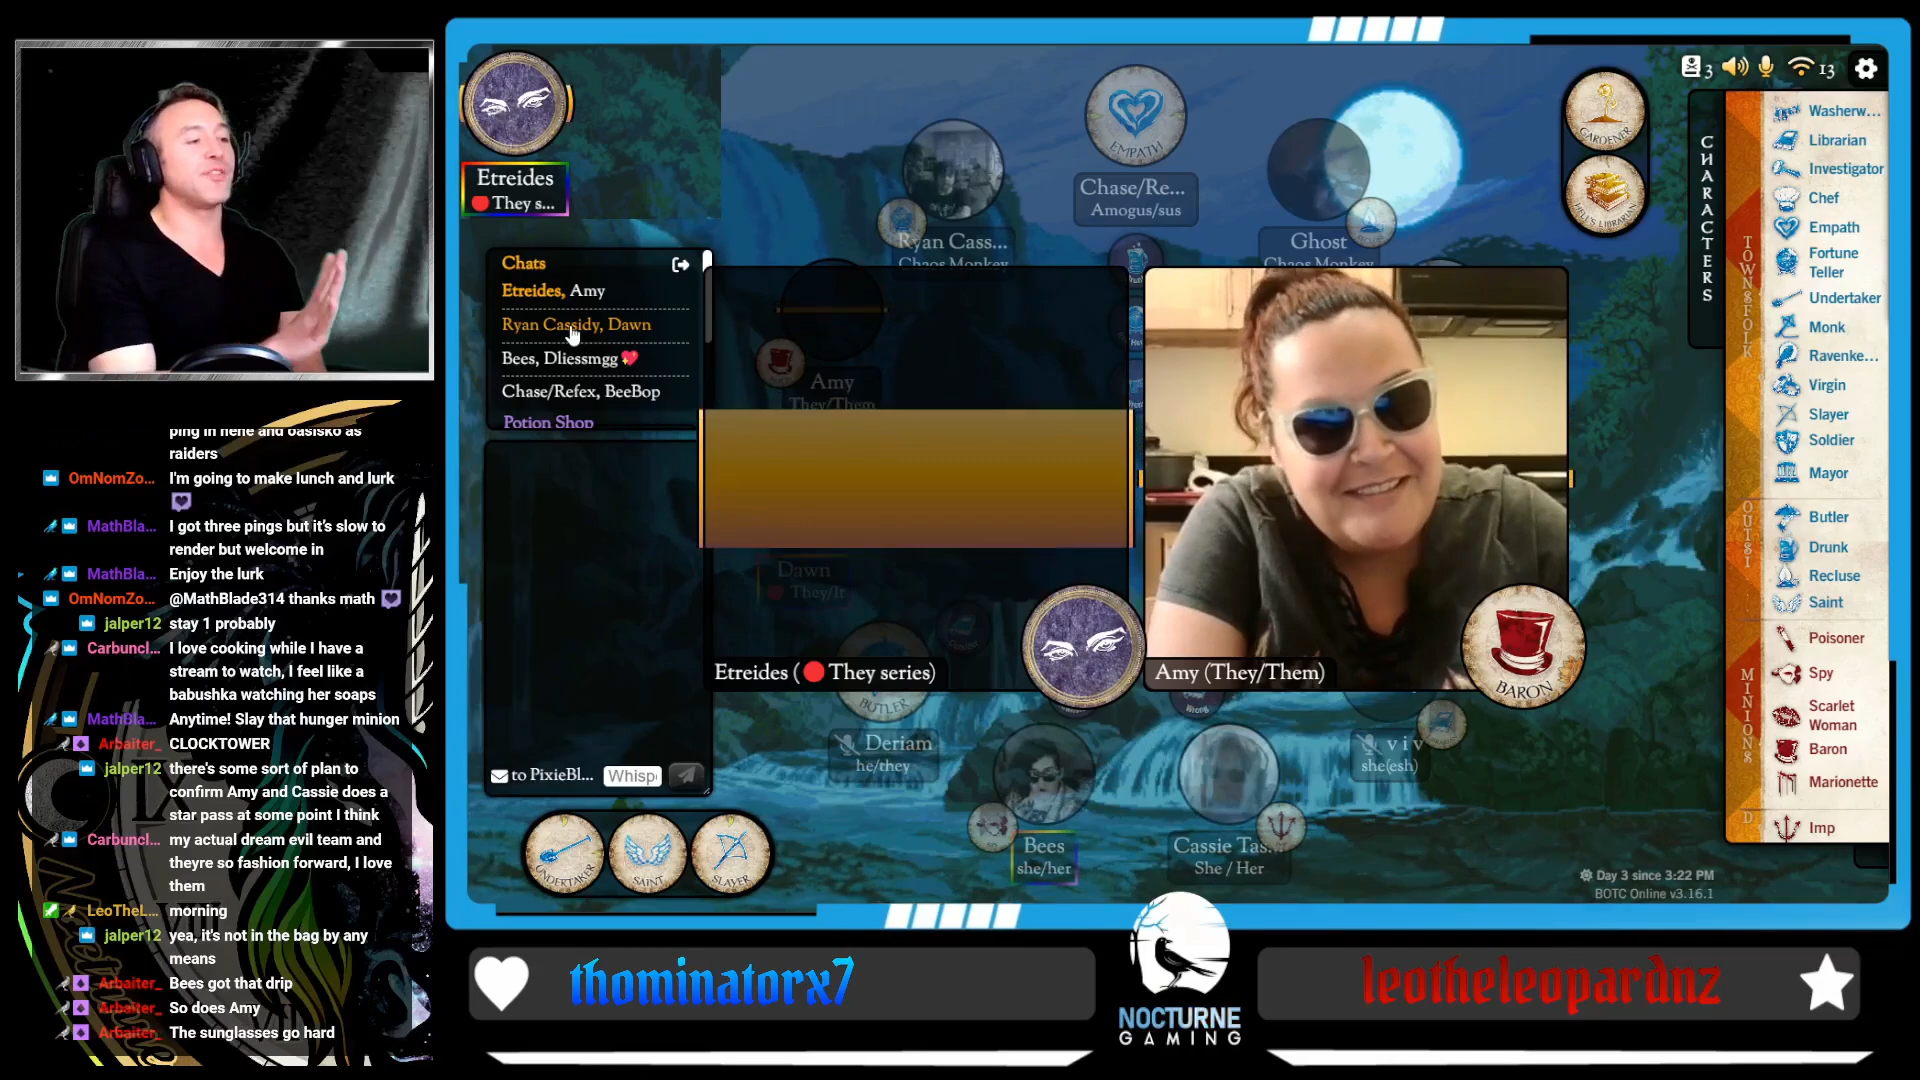 ping in nene and oasisko as
raiders
OmNomZo... I'm going to make lunch and lurk
MathBla... I got three pings but it's slow to
render but welcome in
MathBla... Enjoy the lurk
OmNomZo... @MathBlade314 thanks math
jalper12 stay 1 probably
Carbuncl... I love cooking while I have a
stream to watch, I feel like a
babushka watching her soaps
MathBla... Anytime! Slay that hunger minion
Arbaiter_ CLOCKTOWER
jalper12 there's some sort of plan to
confirm Amy and Cassie does a
star pass at some point I think
Carbuncl... my actual dream evil team and
theyre so fashion forward, I love
them
LeoTheL... morning
jalper12 yea, it's not in the bag by any
means
Arbaiter_ Bees got that drip
Arbaiter_ So does Amy
Arbaiter_ The sunglasses go hard
Etreides
They s...
Chats
Etreides, Amy
Ryan Cassidy, Dawn
Bees, Dliessmgg
Chase/Refex, BeeBop
Potion Shop
to PixieBl...
Whisp
UNDERTAKER
SAINT
SLAYER
EMPATH
Chase/Re...
Amogus/sus
Ryan Cass...
Chaos Monkey
Ghost
Chaos Monkey
Amy
They/Them
Dawn
They/It
Etreides ( They series)
Amy (They/Them)
BARON
BUTLER
Deriam
he/they
Wrong
v i v
she(esh)
Bees
she/her
Cassie Tas...
She / Her
GARDENER
HELL'S LIBRARIAN
3
13
CHARACTERS
TOWNSFOLK
Washerw...
Librarian
Investigator
Chef
Empath
Fortune
Teller
Undertaker
Monk
Ravenke...
Virgin
Slayer
Soldier
Mayor
OUTSI
Butler
Drunk
Recluse
Saint
MINIONS
Poisoner
Spy
Scarlet
Woman
Baron
Marionette
D
Imp
Day 3 since 3:22 PM
BOTC Online v3.16.1
thominatorx7
NOCTURNE
GAMING
leotheleopardnz